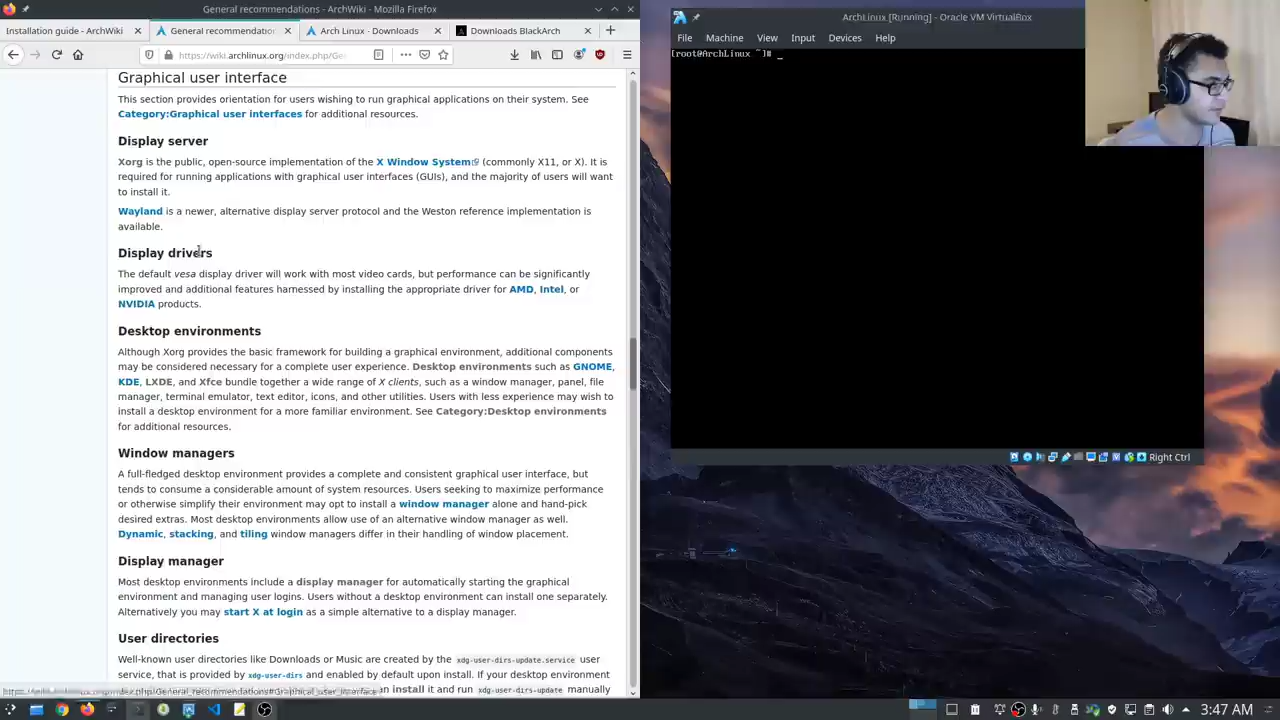 General recommendations - ArchWiki - Mozilla Firefox
Installation guide - ArchWiki
General recommendation
Arch Linux - Downloads
Downloads BlackArch
https://wiki.archlinux.org/index.php/Ge
Graphical user interface
This section provides orientation for users wishing to run graphical applications on their system. See
Category:Graphical user interfaces for additional resources.
Display server
Xorg is the public, open-source implementation of the X Window System (commonly X11, or X). It is
required for running applications with graphical user interfaces (GUIs), and the majority of users will want
to install it.
Wayland is a newer, alternative display server protocol and the Weston reference implementation is
available.
Display drivers
The default vesa display driver will work with most video cards, but performance can be significantly
improved and additional features harnessed by installing the appropriate driver for AMD, Intel, or
NVIDIA products.
Desktop environments
Although Xorg provides the basic framework for building a graphical environment, additional components
may be considered necessary for a complete user experience. Desktop environments such as GNOME,
KDE, LXDE, and Xfce bundle together a wide range of X clients, such as a window manager, panel, file
manager, terminal emulator, text editor, icons, and other utilities. Users with less experience may wish to
install a desktop environment for a more familiar environment. See Category:Desktop environments
for additional resources.
Window managers
A full-fledged desktop environment provides a complete and consistent graphical user interface, but
tends to consume a considerable amount of system resources. Users seeking to maximize performance
or otherwise simplify their environment may opt to install a window manager alone and hand-pick
desired extras. Most desktop environments allow use of an alternative window manager as well.
Dynamic, stacking, and tiling window managers differ in their handling of window placement.
Display manager
Most desktop environments include a display manager for automatically starting the graphical
environment and managing user logins. Users without a desktop environment can install one separately.
Alternatively you may start X at login as a simple alternative to a display manager.
User directories
Well-known user directories like Downloads or Music are created by the xdg-user-dirs-update.service user
service, that is provided by xdg-user-dirs and enabled by default upon install. If your desktop environment
install it and run xdg-user-dirs-update manually
ArchLinux [Running] - Oracle VM VirtualBox
File Machine View Input Devices Help
[root@ArchLinux ~]# _
Right Ctrl
3:47 AM